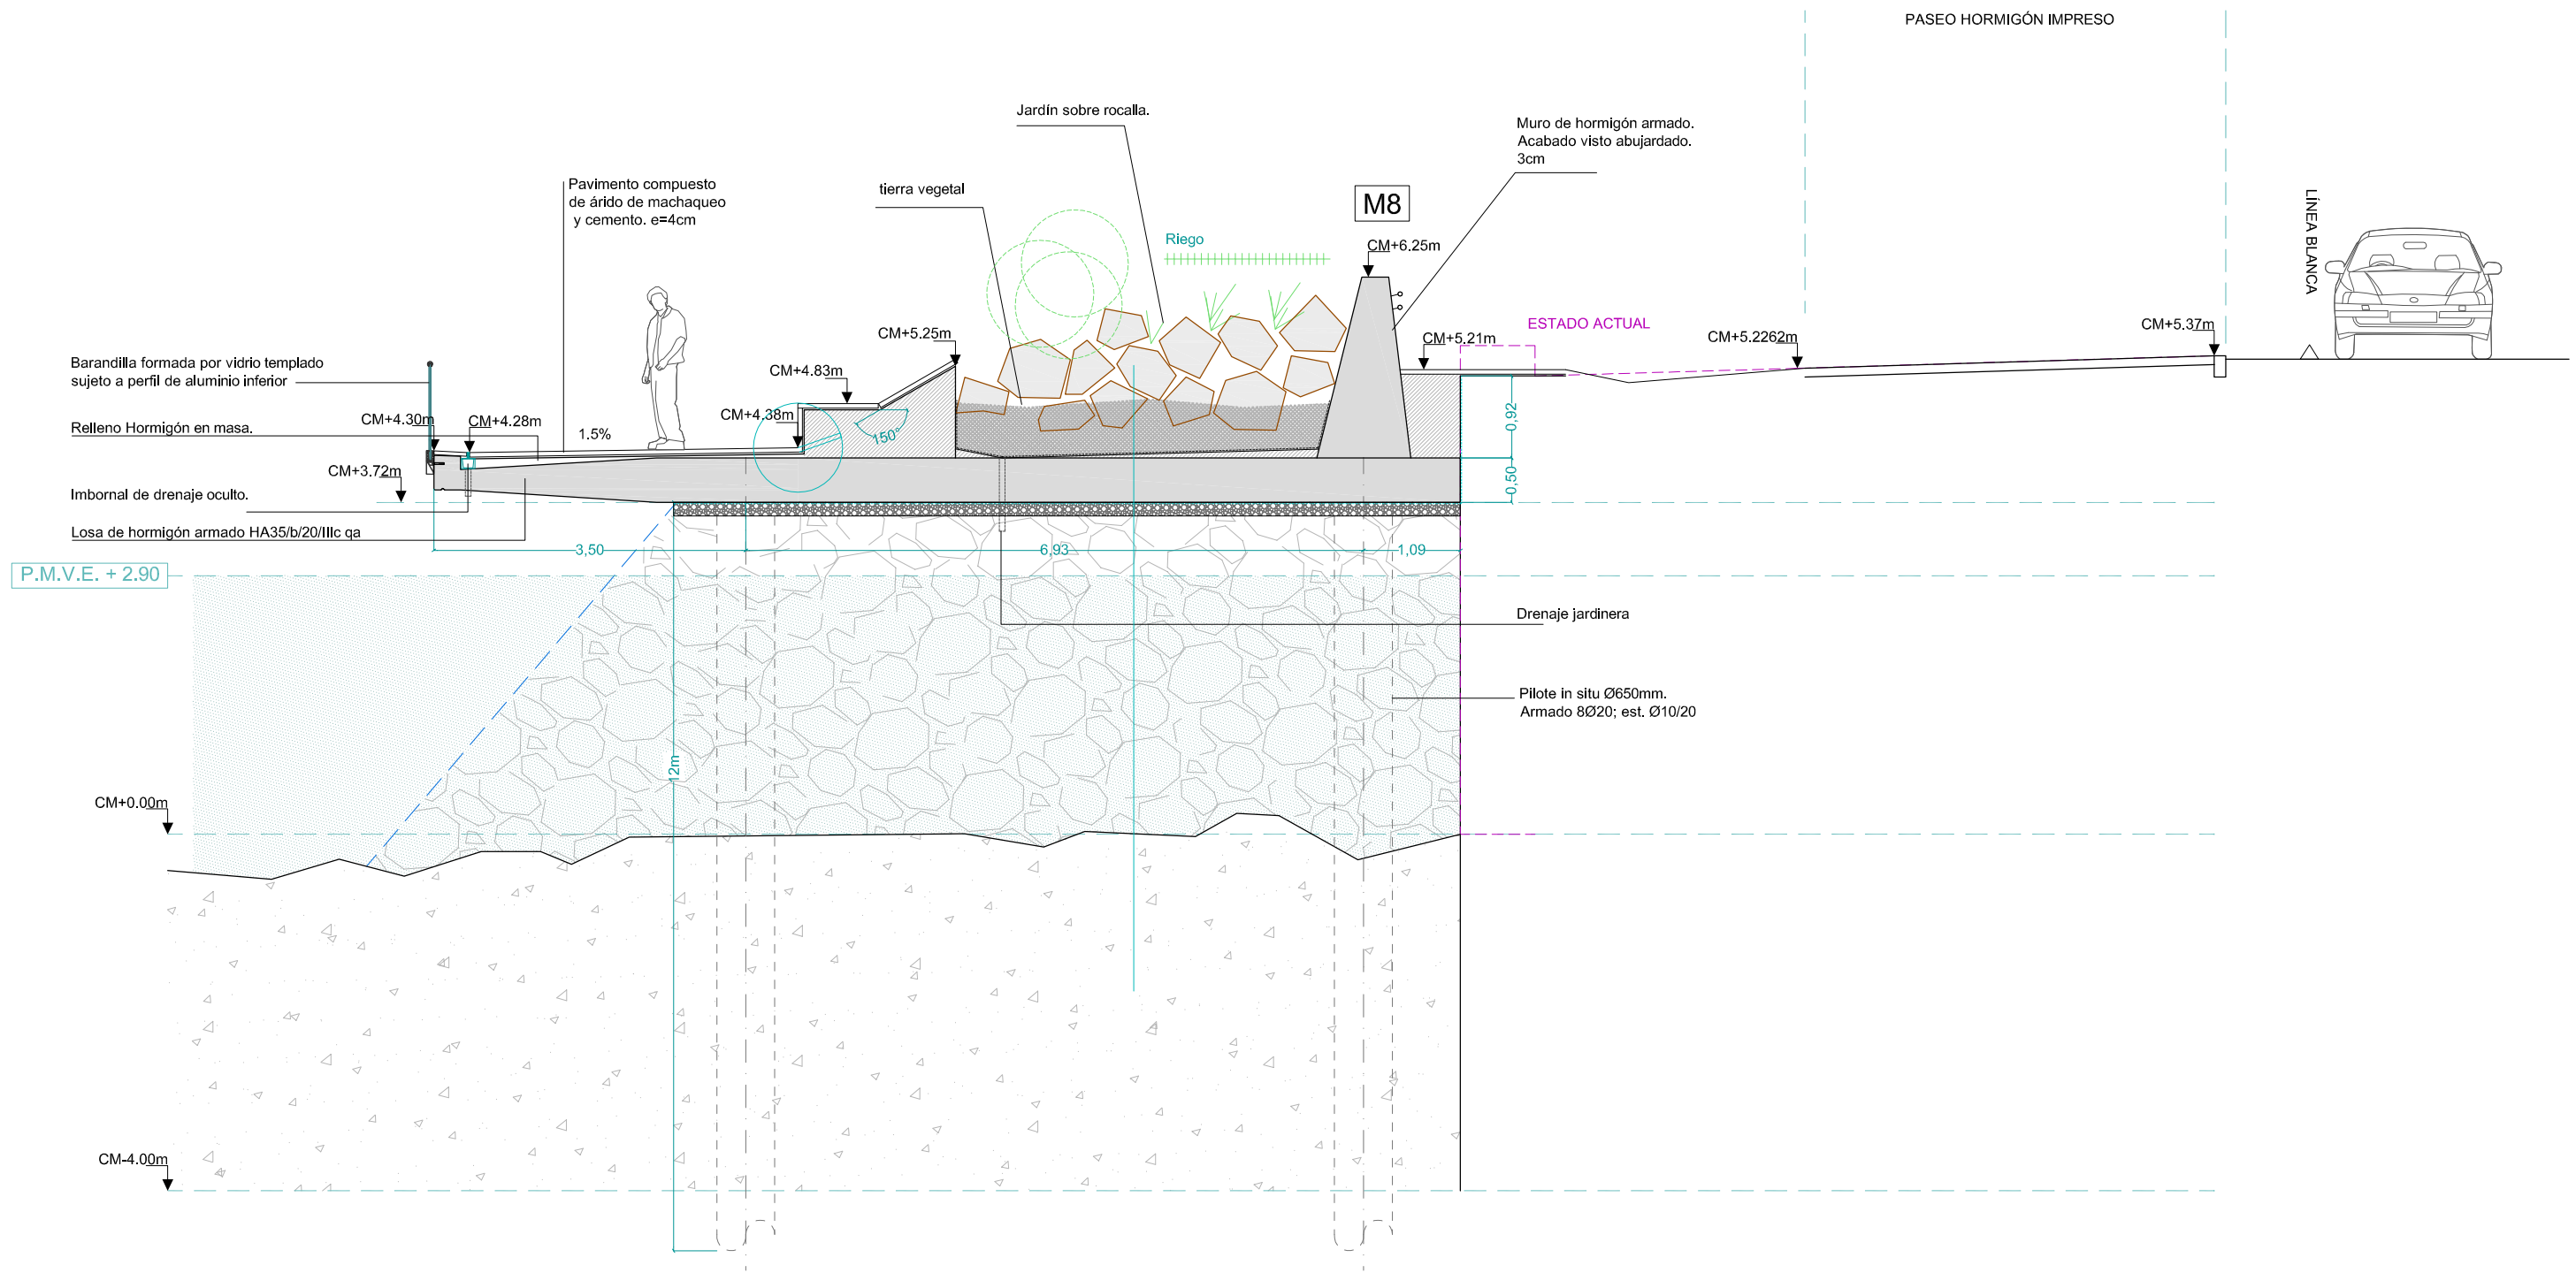 PASEO HORMIGÓN IMPRESO
Jardín sobre rocalla.
Muro de hormigón armado.
Acabado visto abujardado.
3cm
Pavimento compuesto
de árido de machaqueo
y cemento. e=4cm
tierra vegetal
M8
LÍNEA BLANCA
Riego
CM+6.25m
ESTADO ACTUAL
CM+5.25m
CM+5.21m
CM+5.2262m
CM+5.37m
Barandilla formada por vidrio templado
sujeto a perfil de aluminio inferior
CM+4.83m
CM+4.30m
CM+4.28m
CM+4.38m
0,92
Relleno Hormigón en masa.
1.5%
150°
CM+3.72m
0,50
Imbornal de drenaje oculto.
Losa de hormigón armado HA35/b/20/IIIc qa
3,50
6,93
1,09
P.M.V.E. + 2.90
Drenaje jardinera
Pilote in situ Ø650mm.
Armado 8Ø20; est. Ø10/20
12m
CM+0.00m
CM-4.00m